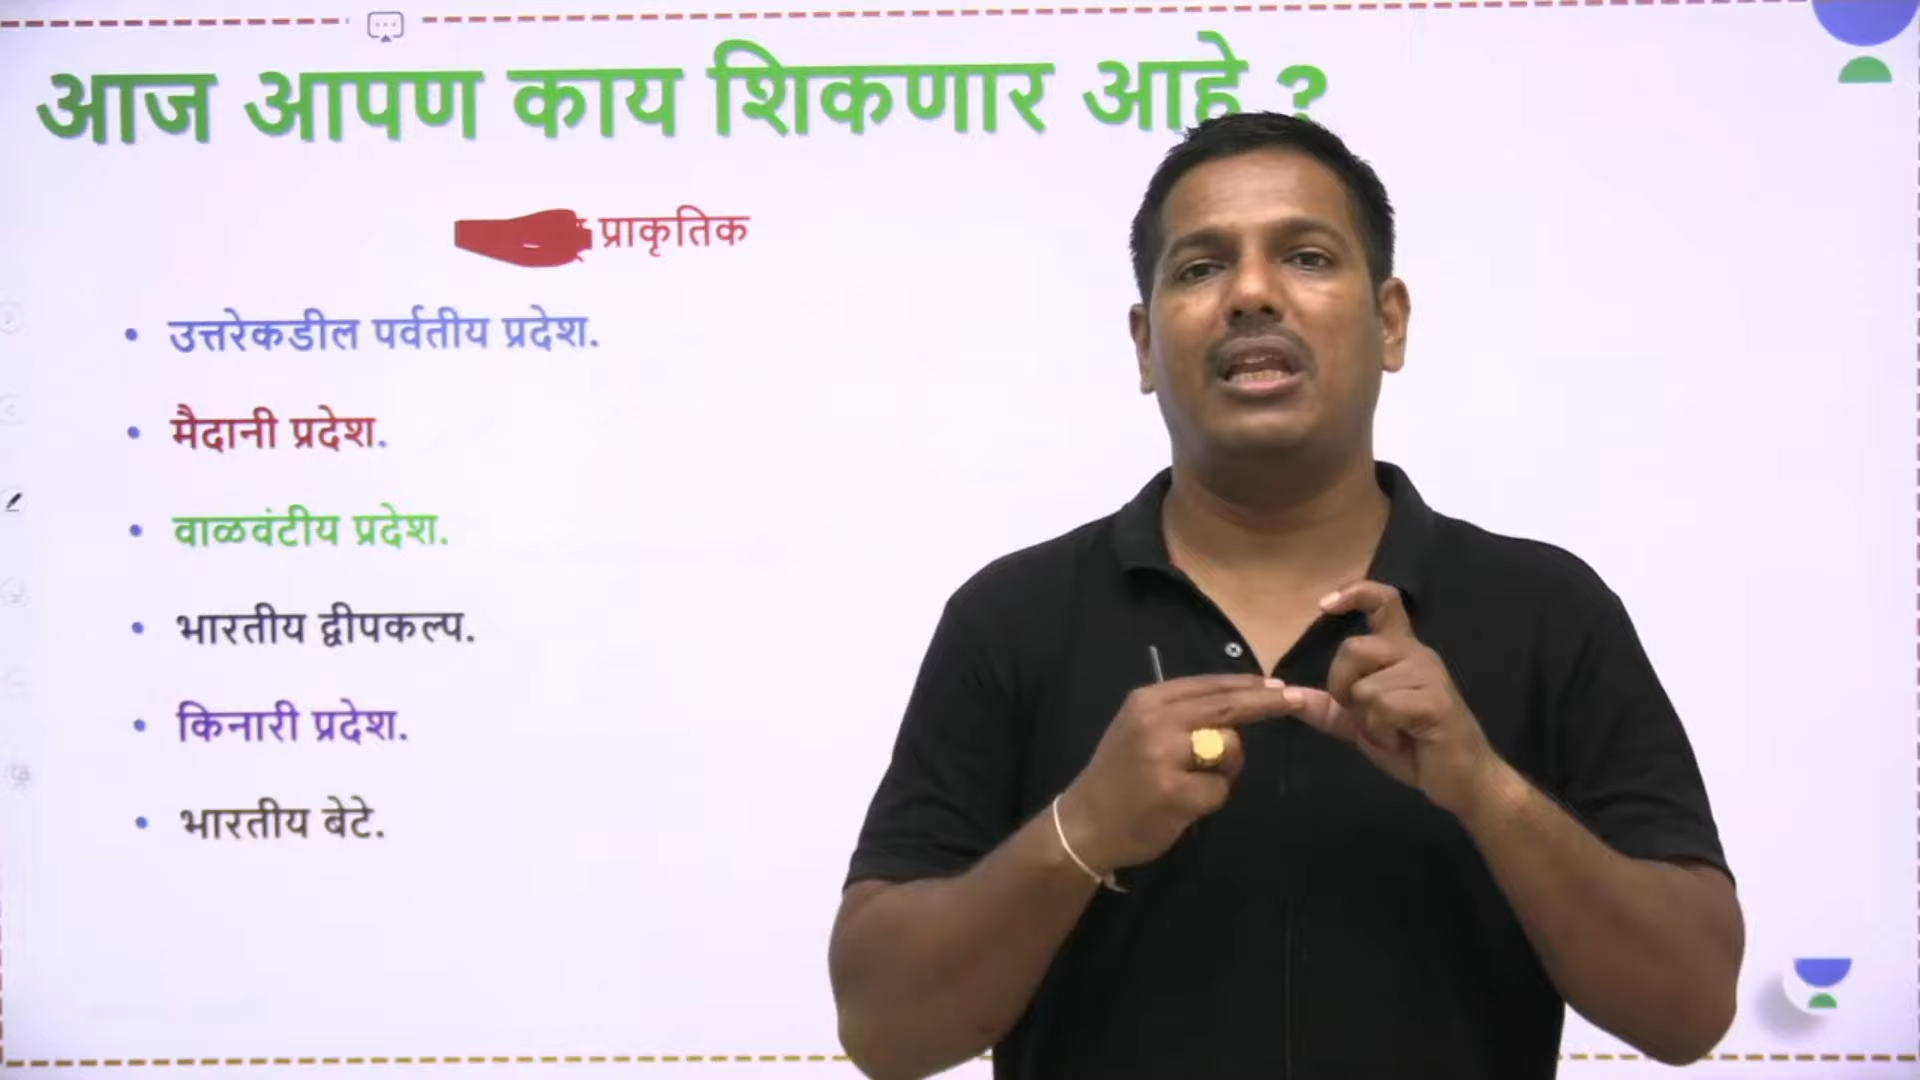 आज आपण काय शिकणार आहे ?
प्राकृतिक
• उत्तरेकडील पर्वतीय प्रदेश.
• मैदानी प्रदेश.
• वाळवंटीय प्रदेश.
• भारतीय द्वीपकल्प.
• किनारी प्रदेश.
• भारतीय बेटे.